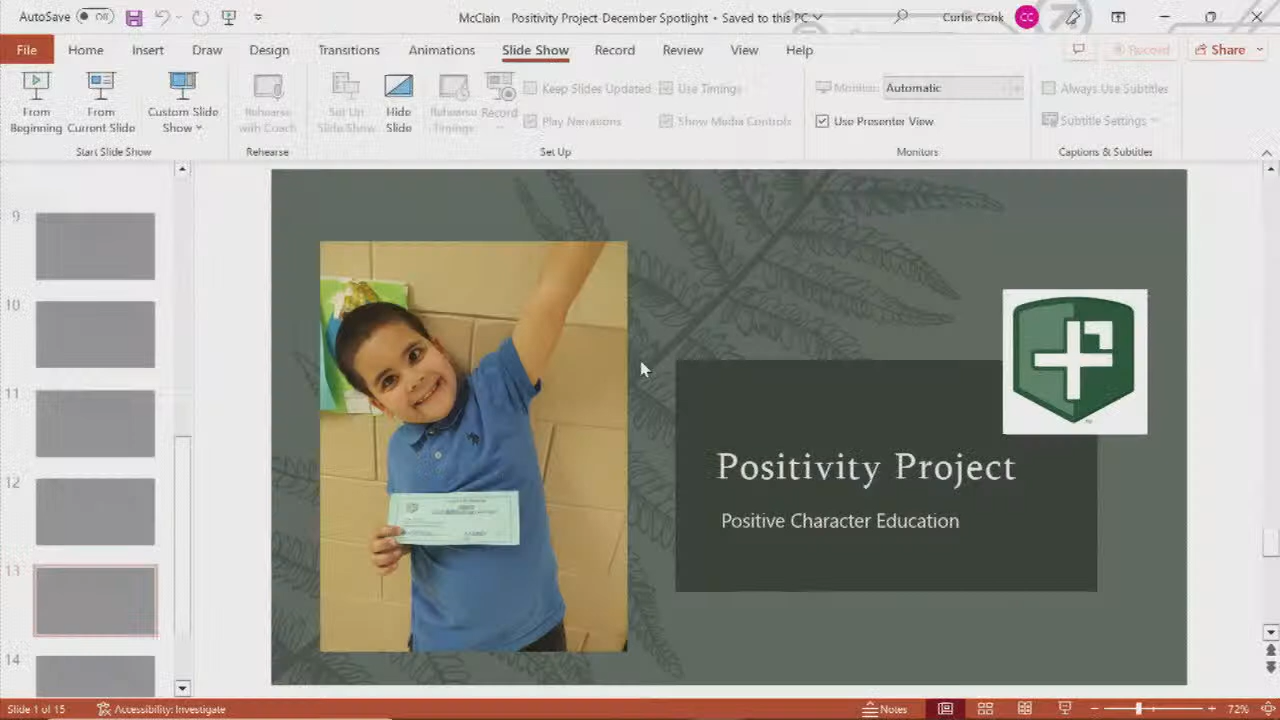 AutoSave Off McClain - Positivity Project-December Spotlight • Saved to this PC Curtis Cook CC
File Home Insert Draw Design Transitions Animations Slide Show Record Review View Help Record Share
From Beginning
From Current Slide
Custom Slide Show
Start Slide Show
Rehearse with Coach
Rehearse
Set Up Slide Show
Hide Slide
Rehearse Timings
Record
Keep Slides Updated
Use Timings
Play Narrations
Show Media Controls
Set Up
Monitor: Automatic
Use Presenter View
Monitors
Always Use Subtitles
Subtitle Settings
Captions & Subtitles
9
10
11
12
13
14
Positivity Project
Positive Character Education
Slide 1 of 15 Accessibility: Investigate Notes 72%